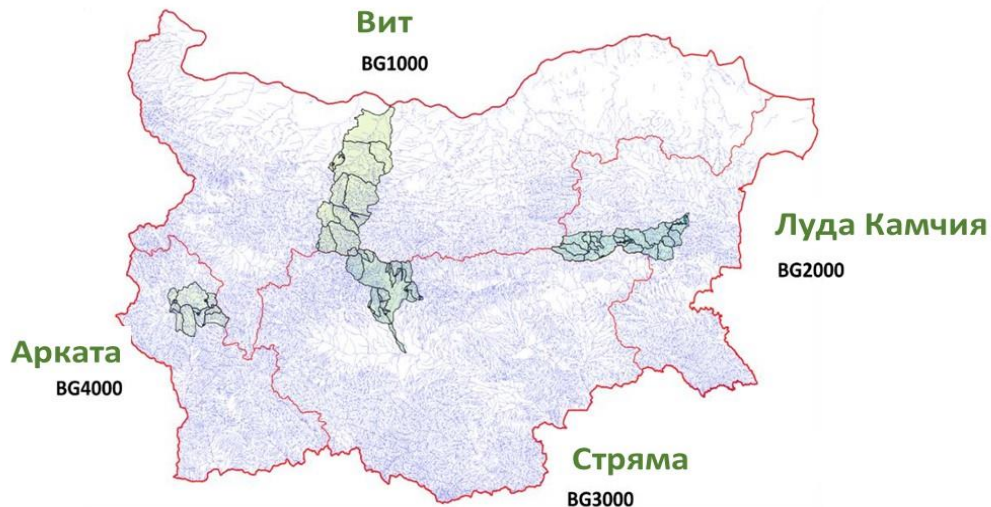 Вит
BG1000
Луда Камчия
BG2000
Арката
BG4000
Стряма
BG3000